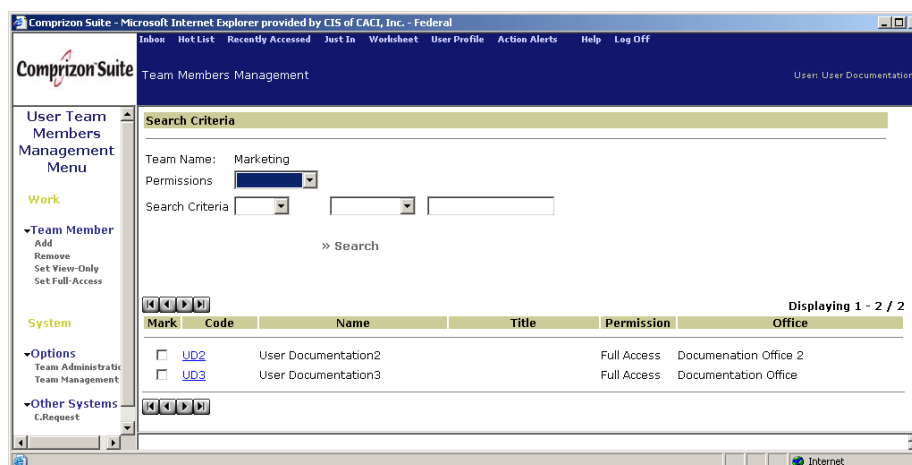 Comprizon Suite - Microsoft Internet Explorer provided by CIS of CACI, Inc. - Federal
Inbox HotList Recently Accessed Just In Worksheet User Profile Action Alerts Help Log Off
Comprizon Suite
Team Members Management
User: User Documentation
User Team
Members
Management
Menu
Work
Team Member
Add
Remove
Set View-Only
Set Full-Access
System
Options
Team Administratic
Team Management
Other Systems
C.Request
Search Criteria
Team Name: Marketing
Permissions
Search Criteria
» Search
Displaying 1 - 2 / 2
Mark Code Name Title Permission Office
UD2 User Documentation2 Full Access Documenation Office 2
UD3 User Documentation3 Full Access Documentation Office
Internet